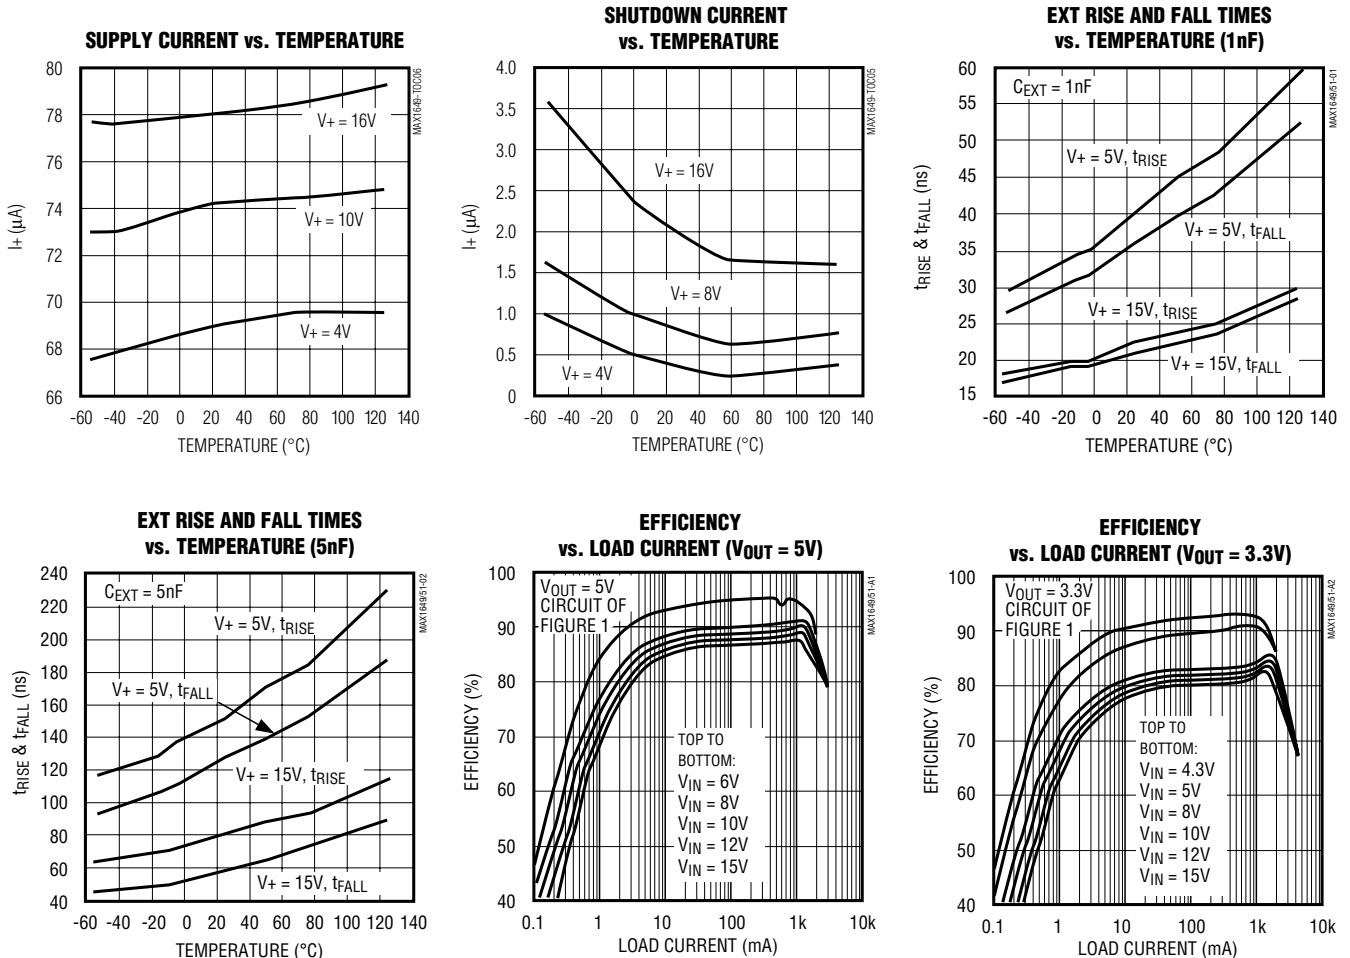 SUPPLY CURRENT vs. TEMPERATURE
80
78
76
74
72
70
68
66
I+ (µA)
V+ = 16V
V+ = 10V
V+ = 4V
MAX1649-TOC06
-60 -40 -20 0 20 40 60 80 100 120 140
TEMPERATURE (°C)
SHUTDOWN CURRENT
vs. TEMPERATURE
4.0
3.5
3.0
2.5
2.0
1.5
1.0
0.5
0
I+ (µA)
V+ = 16V
V+ = 8V
V+ = 4V
MAX1649-TOC05
-60 -40 -20 0 20 40 60 80 100 120 140
TEMPERATURE (°C)
EXT RISE AND FALL TIMES
vs. TEMPERATURE (1nF)
60
55
50
45
40
35
30
25
20
15
tRISE & tFALL (ns)
CEXT = 1nF
V+ = 5V, tRISE
V+ = 5V, tFALL
V+ = 15V, tRISE
V+ = 15V, tFALL
MAX1649/51-01
-60 -40 -20 0 20 40 60 80 100 120 140
TEMPERATURE (°C)
EXT RISE AND FALL TIMES
vs. TEMPERATURE (5nF)
240
220
200
180
160
140
120
100
80
60
40
tRISE & tFALL (ns)
CEXT = 5nF
V+ = 5V, tRISE
V+ = 5V, tFALL
V+ = 15V, tRISE
V+ = 15V, tFALL
MAX1649/51-02
-60 -40 -20 0 20 40 60 80 100 120 140
TEMPERATURE (°C)
EFFICIENCY
vs. LOAD CURRENT (VOUT = 5V)
100
90
80
70
60
50
40
EFFICIENCY (%)
VOUT = 5V
CIRCUIT OF
FIGURE 1
TOP TO
BOTTOM:
VIN = 6V
VIN = 8V
VIN = 10V
VIN = 12V
VIN = 15V
MAX1649/51-A1
0.1 1 10 100 1k 10k
LOAD CURRENT (mA)
EFFICIENCY
vs. LOAD CURRENT (VOUT = 3.3V)
100
90
80
70
60
50
40
EFFICIENCY (%)
VOUT = 3.3V
CIRCUIT OF
FIGURE 1
TOP TO
BOTTOM:
VIN = 4.3V
VIN = 5V
VIN = 8V
VIN = 10V
VIN = 12V
VIN = 15V
MAX1649/51-A2
0.1 1 10 100 1k 10k
LOAD CURRENT (mA)